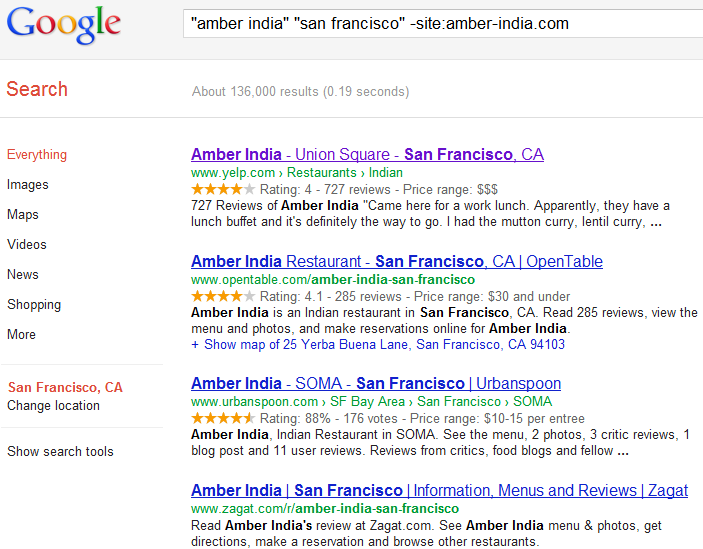 Google
"amber india" "san francisco" -site:amber-india.com
Search
About 136,000 results (0.19 seconds)
Everything
Images
Maps
Videos
News
Shopping
More
San Francisco, CA
Change location
Show search tools
Amber India - Union Square - San Francisco, CA
www.yelp.com › Restaurants › Indian
Rating: 4 - 727 reviews - Price range: $$$
727 Reviews of Amber India "Came here for a work lunch. Apparently, they have a
lunch buffet and it's definitely the way to go. I had the mutton curry, lentil curry, ...
Amber India Restaurant - San Francisco, CA | OpenTable
www.opentable.com/amber-india-san-francisco
Rating: 4.1 - 285 reviews - Price range: $30 and under
Amber India is an Indian restaurant in San Francisco, CA. Read 285 reviews, view the
menu and photos, and make reservations online for Amber India.
+ Show map of 25 Yerba Buena Lane, San Francisco, CA 94103
Amber India - SOMA - San Francisco | Urbanspoon
www.urbanspoon.com › SF Bay Area › San Francisco › SOMA
Rating: 88% - 176 votes - Price range: $10-15 per entree
Amber India, Indian Restaurant in SOMA. See the menu, 2 photos, 3 critic reviews, 1
blog post and 11 user reviews. Reviews from critics, food blogs and fellow ...
Amber India | San Francisco | Information, Menus and Reviews | Zagat
www.zagat.com/r/amber-india-san-francisco
Read Amber India's review at Zagat.com. See Amber India menu & photos, get
directions, make a reservation and browse other restaurants.